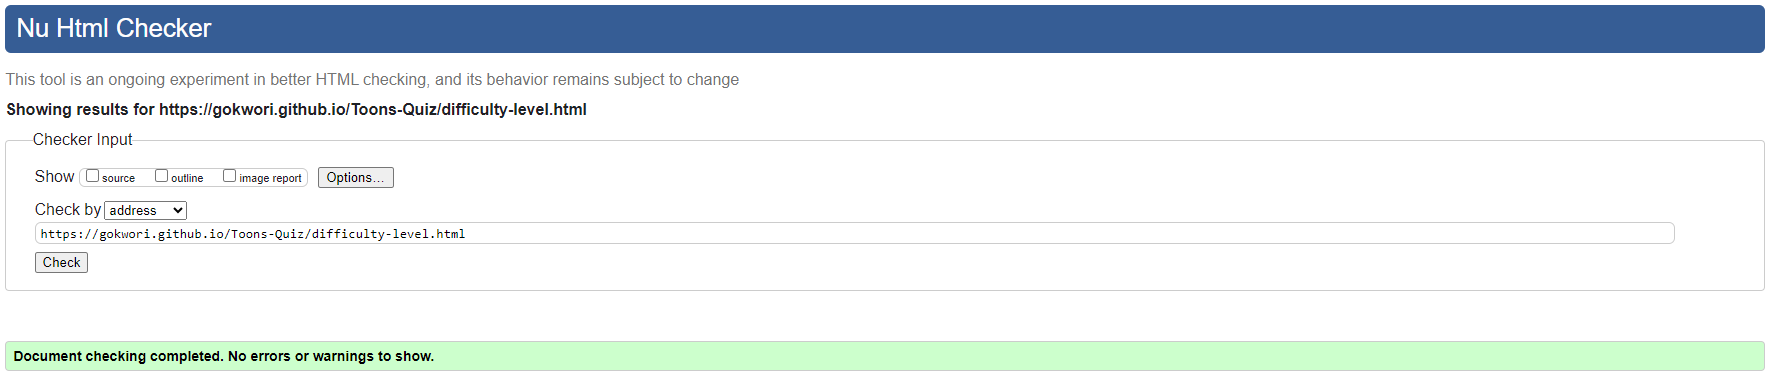 Nu Html Checker
This tool is an ongoing experiment in better HTML checking, and its behavior remains subject to change
Showing results for https://gokwori.github.io/Toons-Quiz/difficulty-level.html
Checker Input
Show source outline image report Options...
Check by address
https://gokwori.github.io/Toons-Quiz/difficulty-level.html
Check
Document checking completed. No errors or warnings to show.